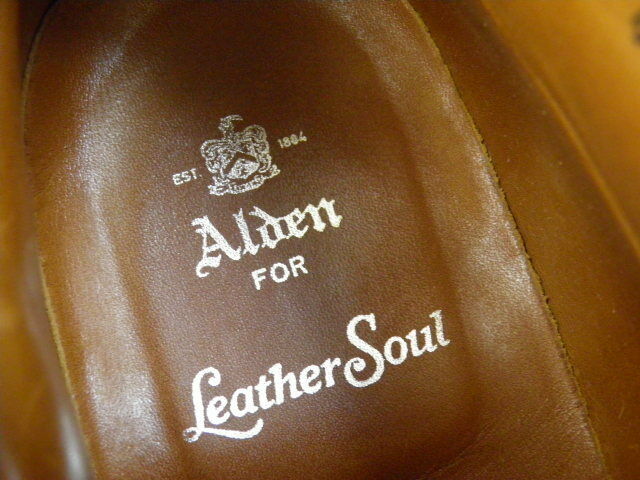 EST. 1884
Alden
FOR
Leather Soul